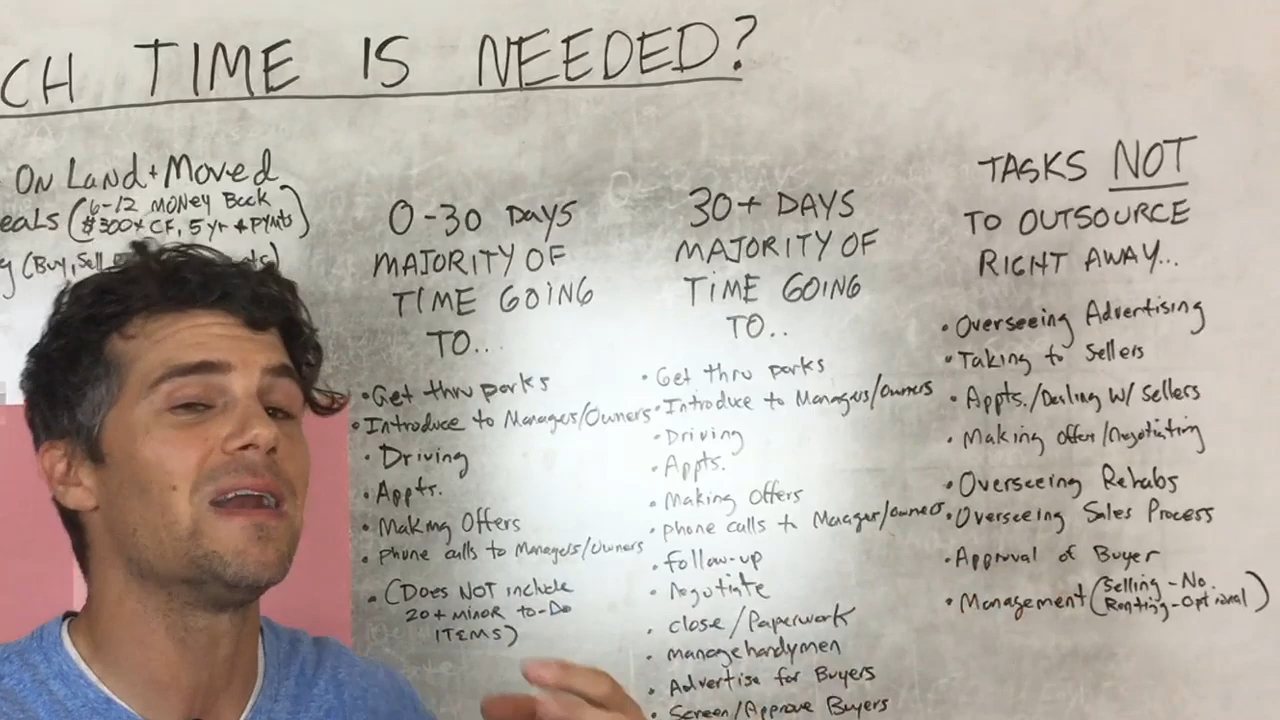 CH TIME IS NEEDED?
ON LAND + MOVED
eals (6-12 MONEY Back
$300+ CF, 5 yr + PYmts)
(Buy, Sell
0-30 DAYS
MAJORITY OF
TIME GOING
TO...
• Get thru parks
• Introduce to Managers/Owners
• Driving
• Appts.
• Making Offers
• Phone calls to Managers/Owners
• (DOES NOT include
20+ MINOR to-Do
ITEMS)
30+ DAYS
MAJORITY OF
TIME GOING
TO..
• Get thru parks
• Introduce to Managers/Owners
• Driving
• Appts.
• Making Offers
• phone calls to Manager/owners
• follow-up
• Negotiate
• close/Paperwork
• manage handymen
• Advertise for Buyers
• Screen/Approve Buyers
TASKS NOT
TO OUTSOURCE
RIGHT AWAY...
• Overseeing Advertising
• Taking to Sellers
• Appts./Dealing W/ Sellers
• Making offer/Negotiating
• Overseeing Rehabs
• Overseeing Sales Process
• Approval of Buyer
• Management (Selling - No.
Renting - Optional)